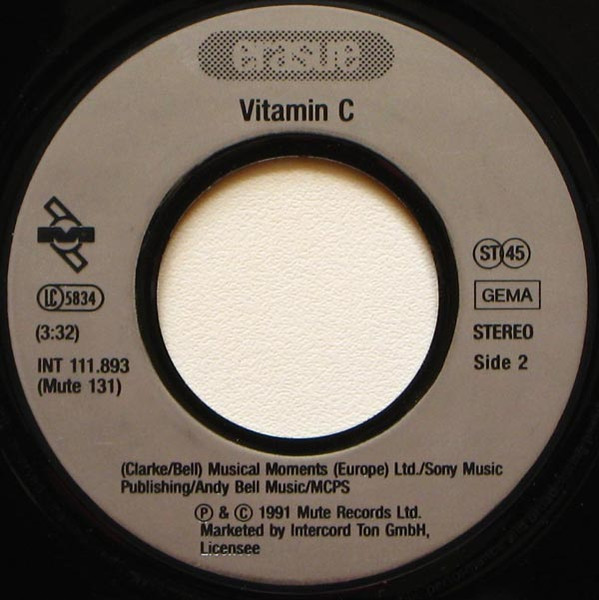 erasure
Vitamin C
ST 45
LC 5834
GEMA
(3:32)
STEREO
INT 111.893
Side 2
(Mute 131)
(Clarke/Bell) Musical Moments (Europe) Ltd./Sony Music
Publishing/Andy Bell Music/MCPS
Ⓟ & © 1991 Mute Records Ltd.
Marketed by Intercord Ton GmbH,
Licensee